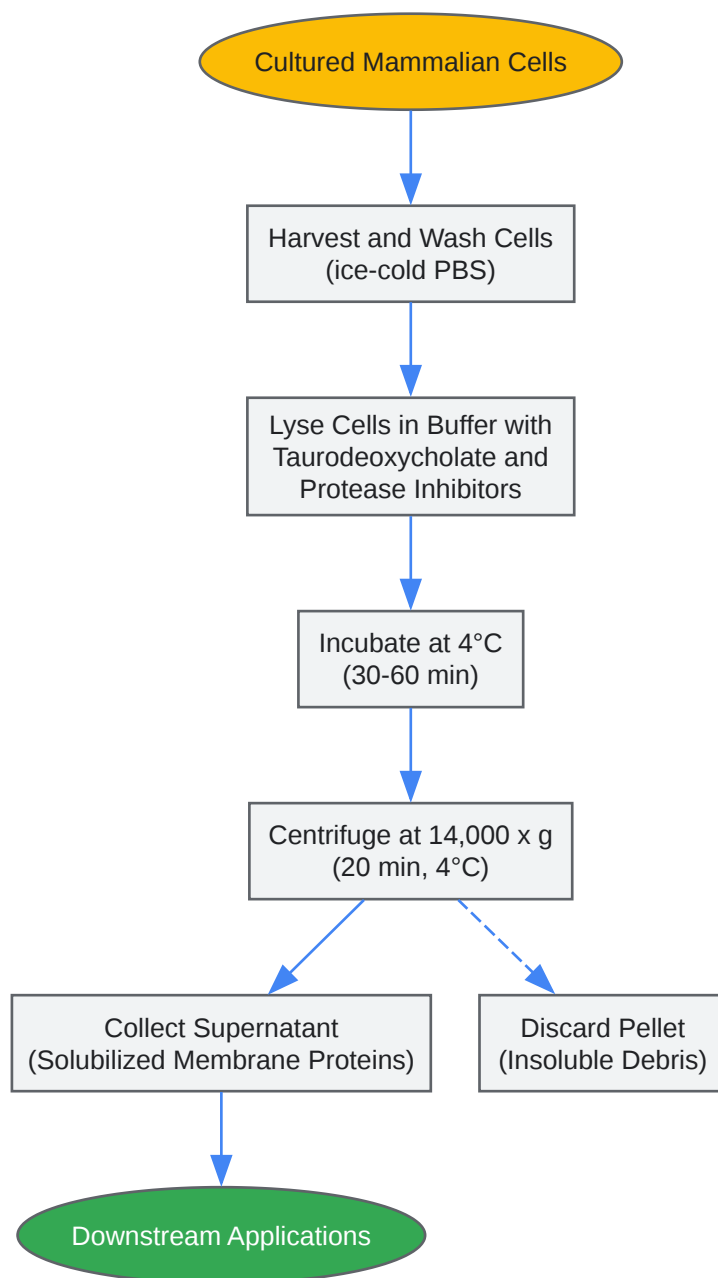 Cultured Mammalian Cells
Harvest and Wash Cells
(ice-cold PBS)
Lyse Cells in Buffer with
Taurodeoxycholate and
Protease Inhibitors
Incubate at 4°C
(30-60 min)
Centrifuge at 14,000 x g
(20 min, 4°C)
Collect Supernatant
(Solubilized Membrane Proteins)
Discard Pellet
(Insoluble Debris)
Downstream Applications